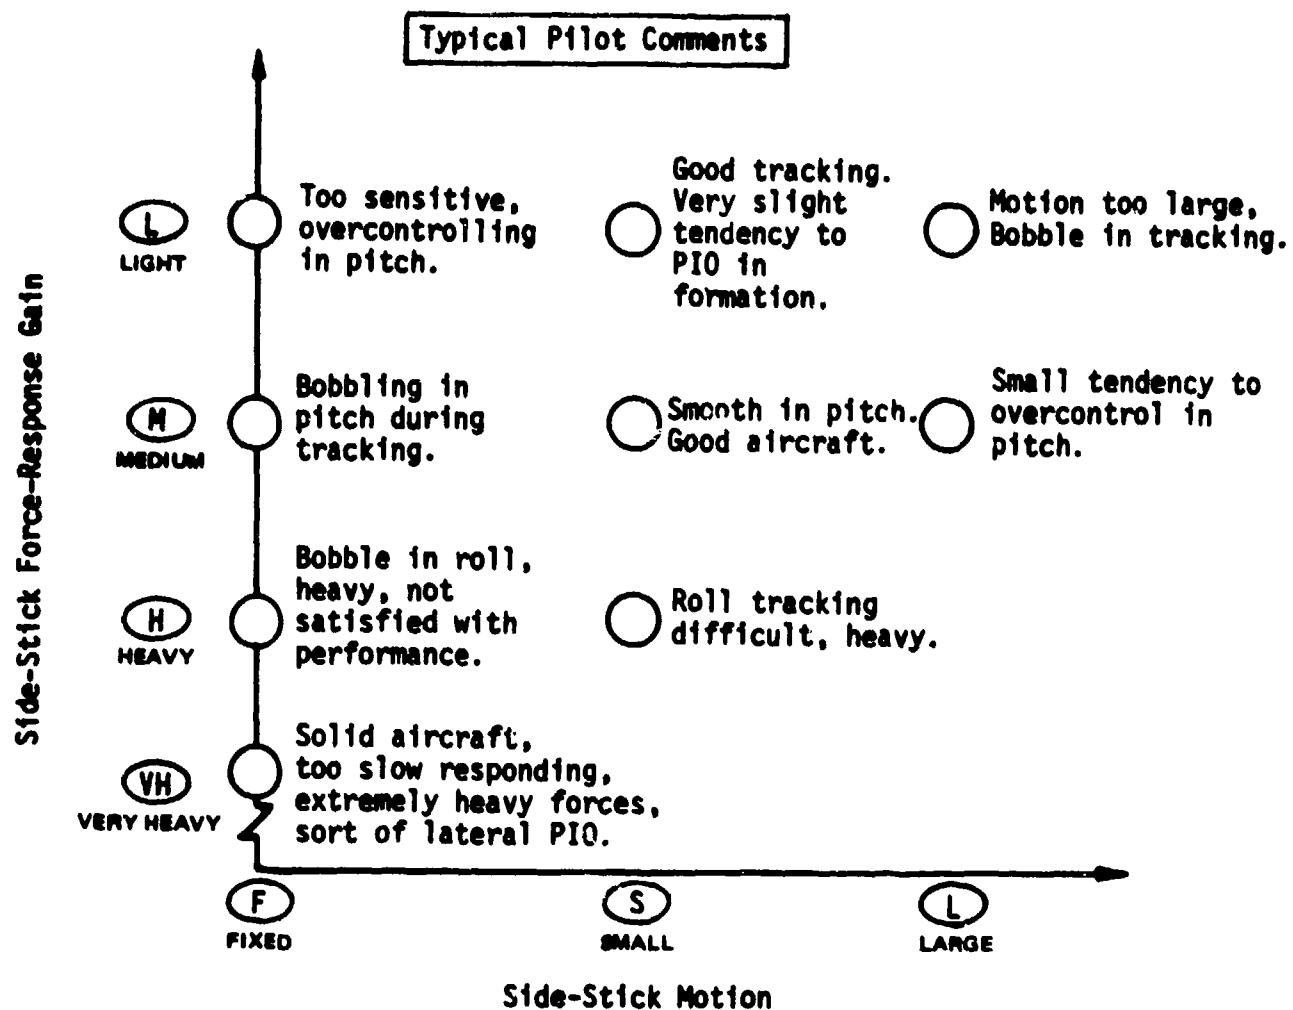 Typical Pilot Comments
Side-Stick Force-Response Gain
L
LIGHT
Too sensitive,
overcontrolling
in pitch.
Good tracking.
Very slight
tendency to
PIO in
formation.
Motion too large,
Bobble in tracking.
M
MEDIUM
Bobbling in
pitch during
tracking.
Smooth in pitch.
Good aircraft.
Small tendency to
overcontrol in
pitch.
H
HEAVY
Bobble in roll,
heavy, not
satisfied with
performance.
Roll tracking
difficult, heavy.
VH
VERY HEAVY
Solid aircraft,
too slow responding,
extremely heavy forces,
sort of lateral PIO.
F
FIXED
S
SMALL
L
LARGE
Side-Stick Motion